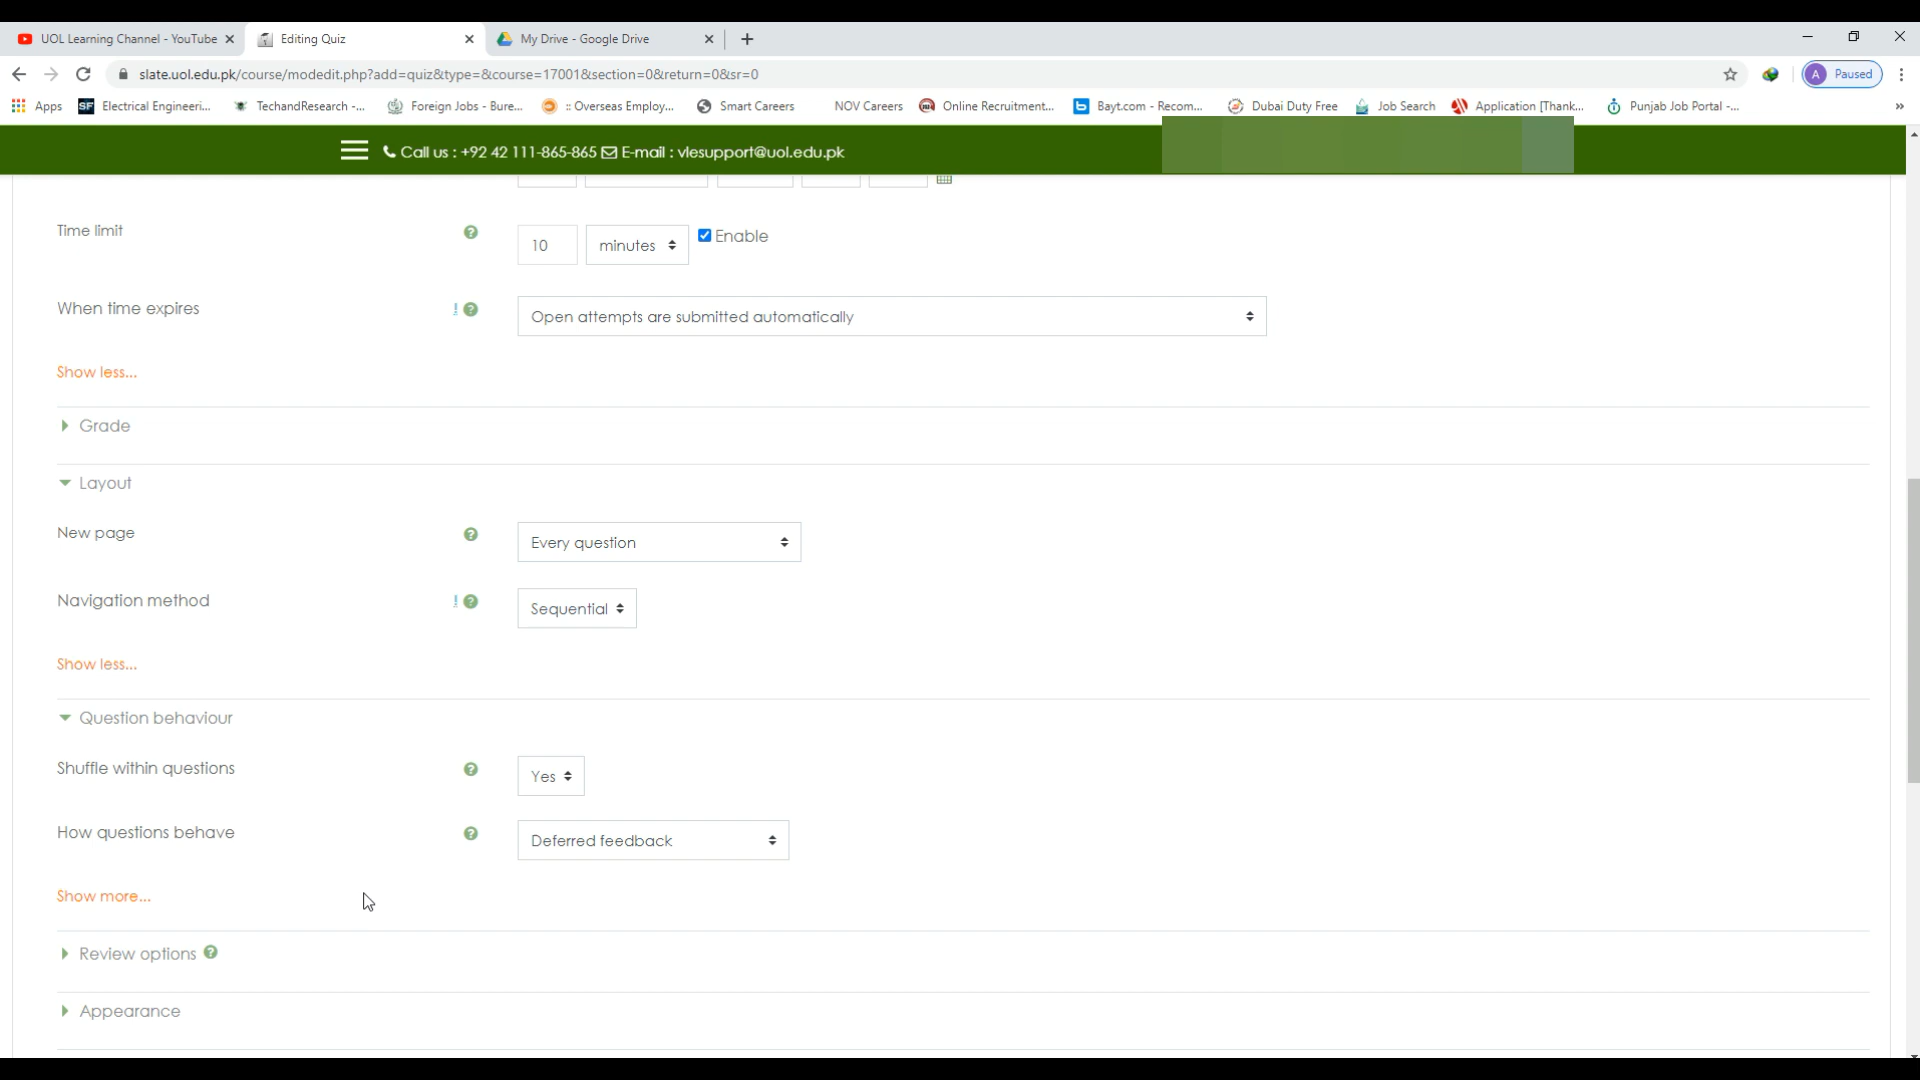 UOL Learning Channel - YouTube
Editing Quiz
My Drive - Google Drive
slate.uol.edu.pk/course/modedit.php?add=quiz&type=&course=17001&section=0&return=0&sr=0
A Paused
Apps
SF Electrical Engineeri...
TechandResearch -...
Foreign Jobs - Bure...
:: Overseas Employ...
Smart Careers
NOV Careers
Online Recruitment...
b Bayt.com - Recom...
Dubai Duty Free
Job Search
Application [Thank...
Punjab Job Portal -...
»
Call us : +92 42 111-865-865 E-mail : vlesupport@uol.edu.pk
Time limit ? 10 minutes Enable
When time expires ! ? Open attempts are submitted automatically
Show less...
Grade
Layout
New page ? Every question
Navigation method ! ? Sequential
Show less...
Question behaviour
Shuffle within questions ? Yes
How questions behave ? Deferred feedback
Show more...
Review options ?
Appearance